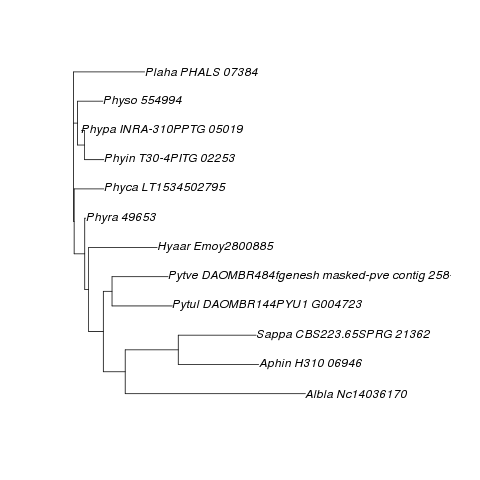 Plaha PHALS 07384
Physo 554994
Phypa INRA-310PPTG 05019
Phyin T30-4PITG 02253
Phyca LT1534502795
Phyra 49653
Hyaar Emoy2800885
Pytve DAOMBR484fgenesh masked-pve contig 258-
Pytul DAOMBR144PYU1 G004723
Sappa CBS223.65SPRG 21362
Aphin H310 06946
Albla Nc14036170